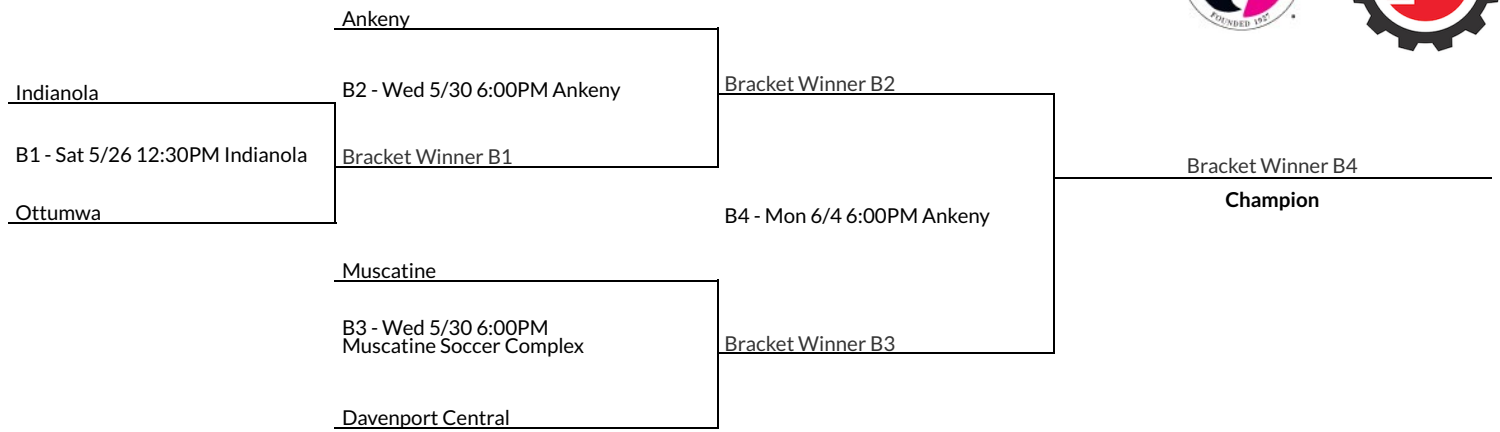 FOUNDED 1927
Ankeny
B2 - Wed 5/30 6:00PM Ankeny
Bracket Winner B2
Indianola
B1 - Sat 5/26 12:30PM Indianola
Bracket Winner B1
Ottumwa
Bracket Winner B4
Champion
B4 - Mon 6/4 6:00PM Ankeny
Muscatine
B3 - Wed 5/30 6:00PM
Muscatine Soccer Complex
Bracket Winner B3
Davenport Central